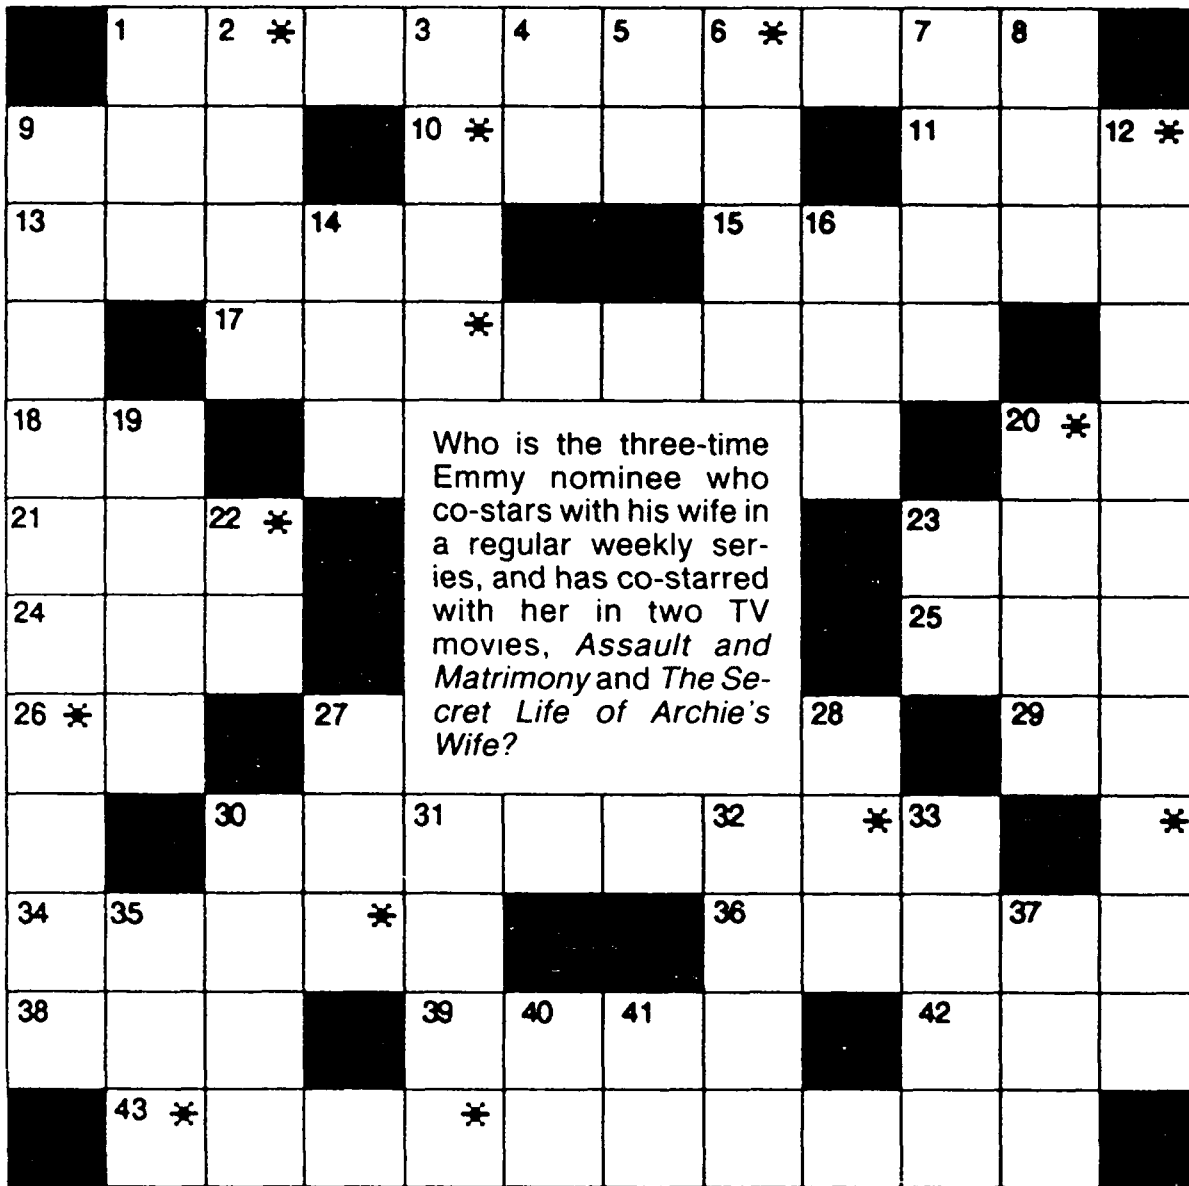 1 2 * 3 4 5 6 * 7 8
9 10 * 11 12 *
13 14 15 16
17 *
18 19 20 *
Who is the three-time
Emmy nominee who
co-stars with his wife in
a regular weekly ser-
ies, and has co-starred
with her in two TV
movies, Assault and
Matrimony and The Se-
cret Life of Archie's
Wife?
21 22 * 23
24 25
26 * 27 28 29
30 31 32 * 33 *
34 35 * 36 37
38 39 40 41 42
43 * *